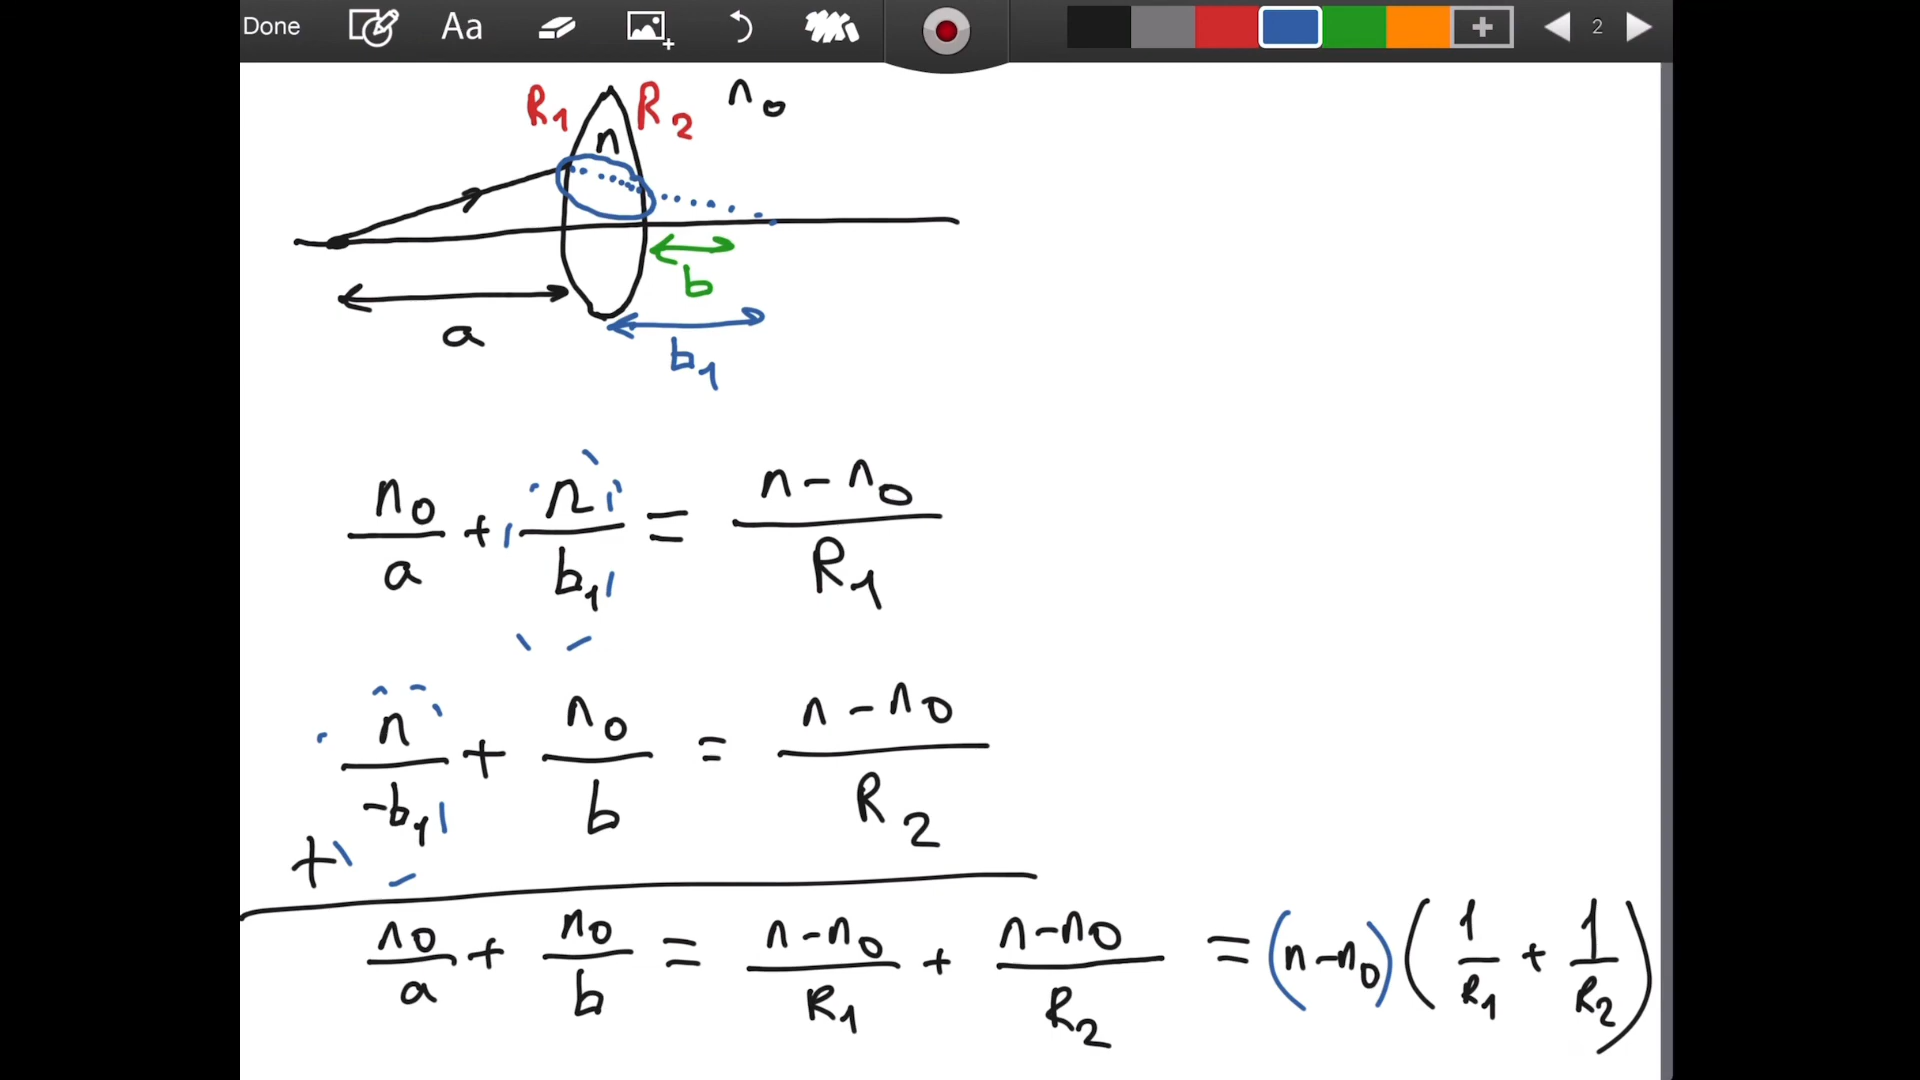 Done Aa 2
R₁ R₂ n₀
n
b
a
b₁
n₀/a + n/b₁ = (n-n₀)/R₁
n/-b₁ + n₀/b = (n-n₀)/R₂
+
n₀/a + n₀/b = (n-n₀)/R₁ + (n-n₀)/R₂ = (n-n₀)(1/R₁ + 1/R₂)